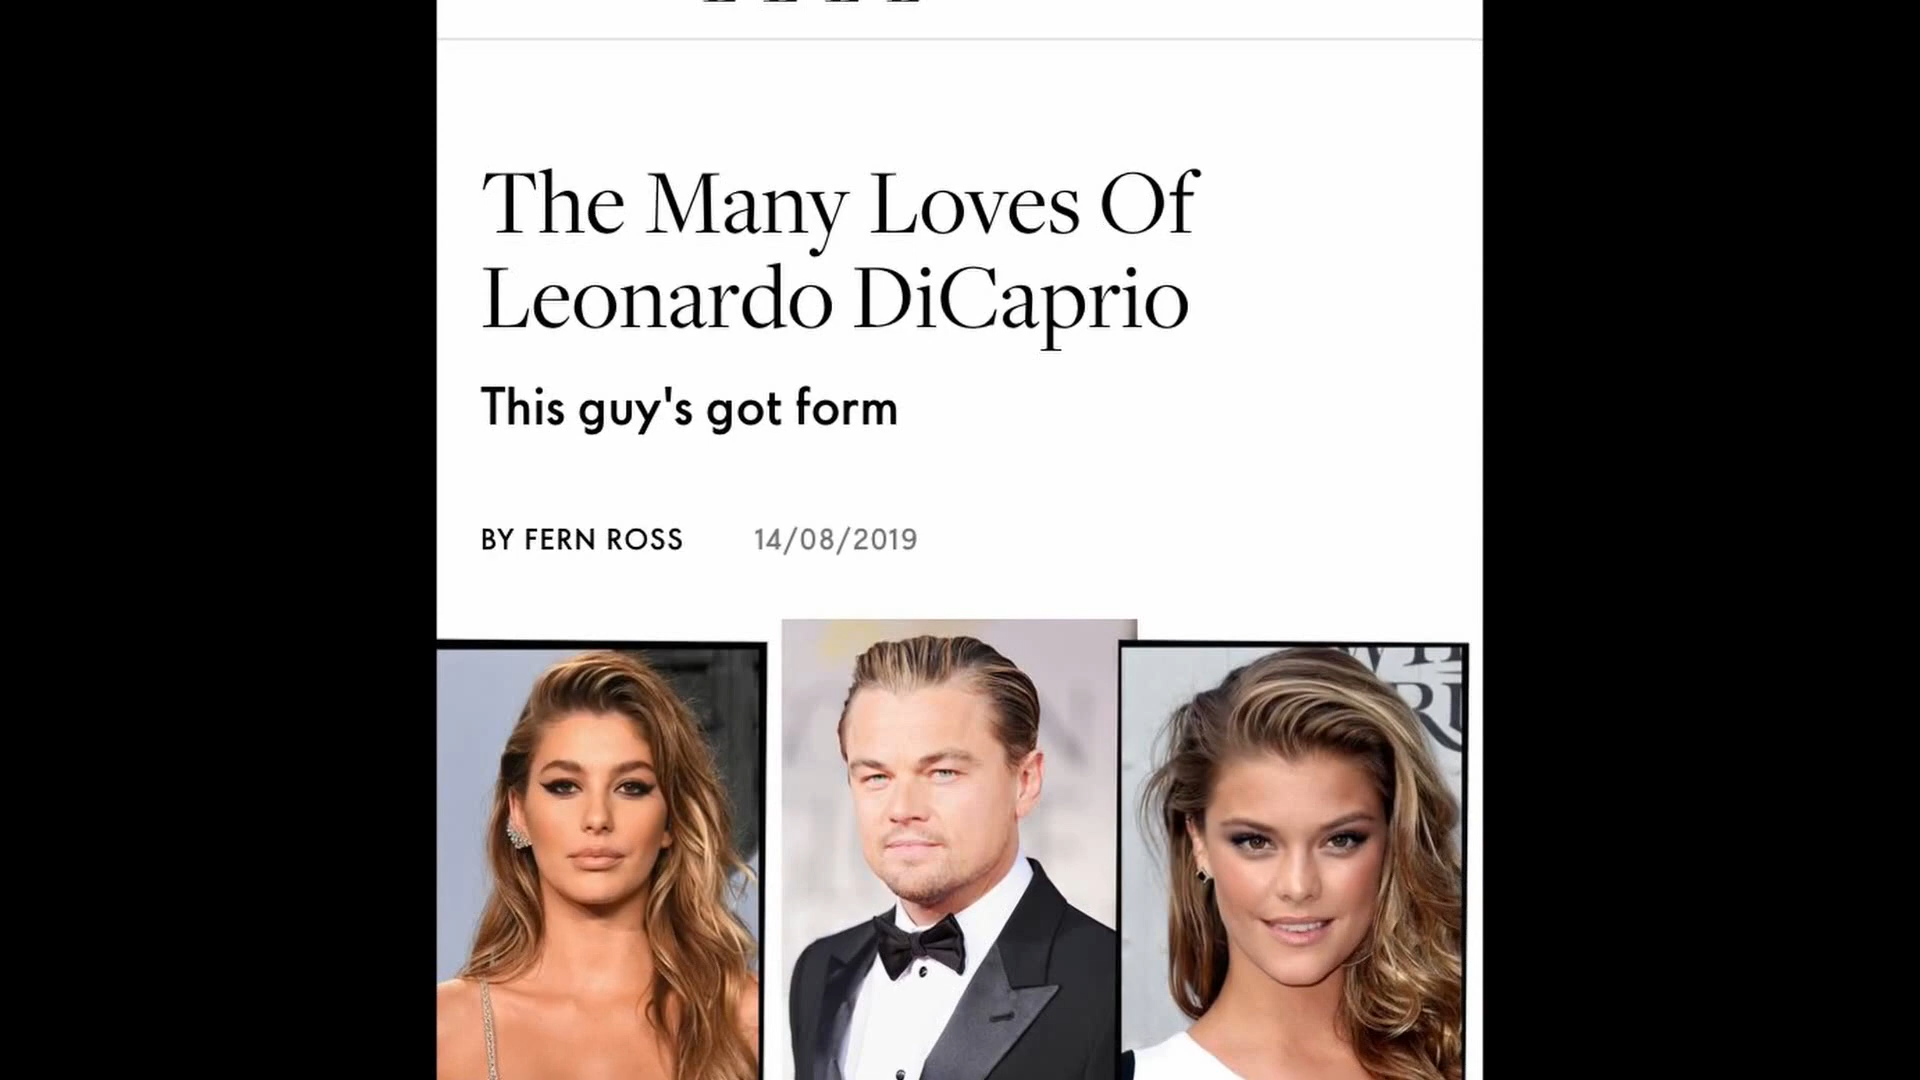 The Many Loves Of
Leonardo DiCaprio
This guy's got form
BY FERN ROSS 14/08/2019